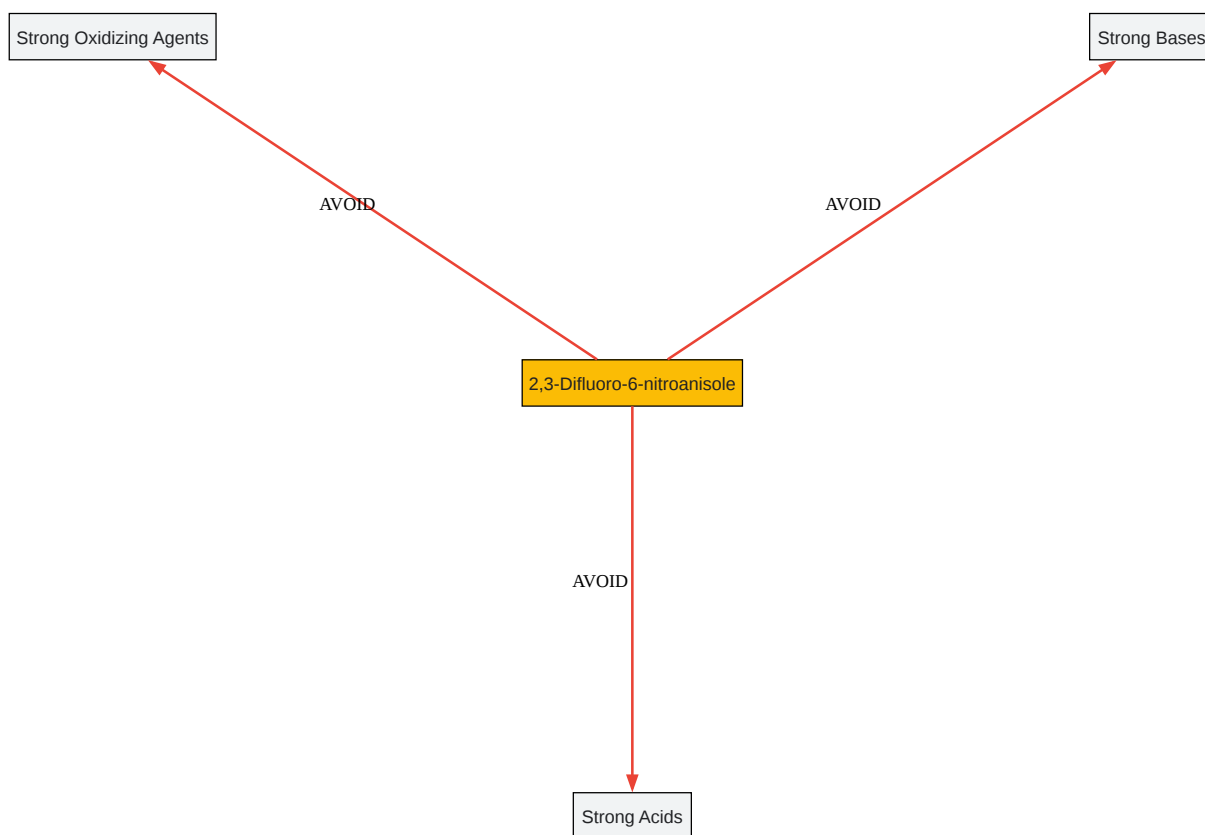 Strong Oxidizing Agents
Strong Bases
AVOID
AVOID
2,3-Difluoro-6-nitroanisole
AVOID
Strong Acids